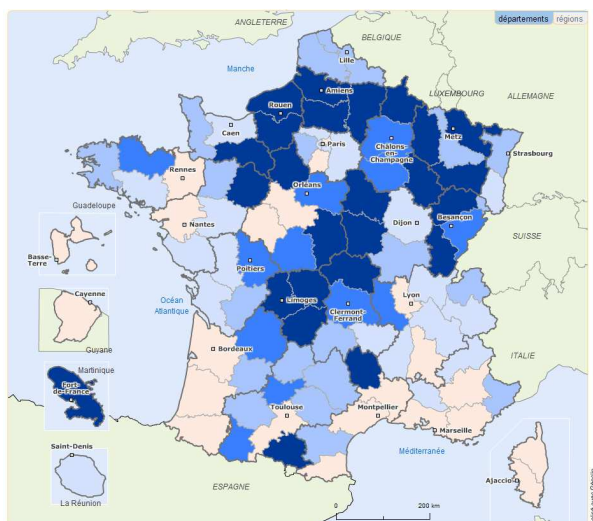 départements régions
ANGLETERRE
BELGIQUE
Lille
Manche
LUXEMBOURG
ALLEMAGNE
Amiens
Rouen
Caen
Metz
Paris
Châlons-
en-
Champagne
Strasbourg
Rennes
Orléans
Guadeloupe
Nantes
Dijon
Besançon
Basse-
Terre
SUISSE
Poitiers
Cayenne
Océan
Atlantique
Limoges
Clermont-
Ferrand
Lyon
Guyane
Bordeaux
ITALIE
Martinique
Fort-
de-France
Toulouse
Montpellier
Marseille
Saint-Denis
Méditerranée
La Réunion
ESPAGNE
Ajaccio
0 200 km